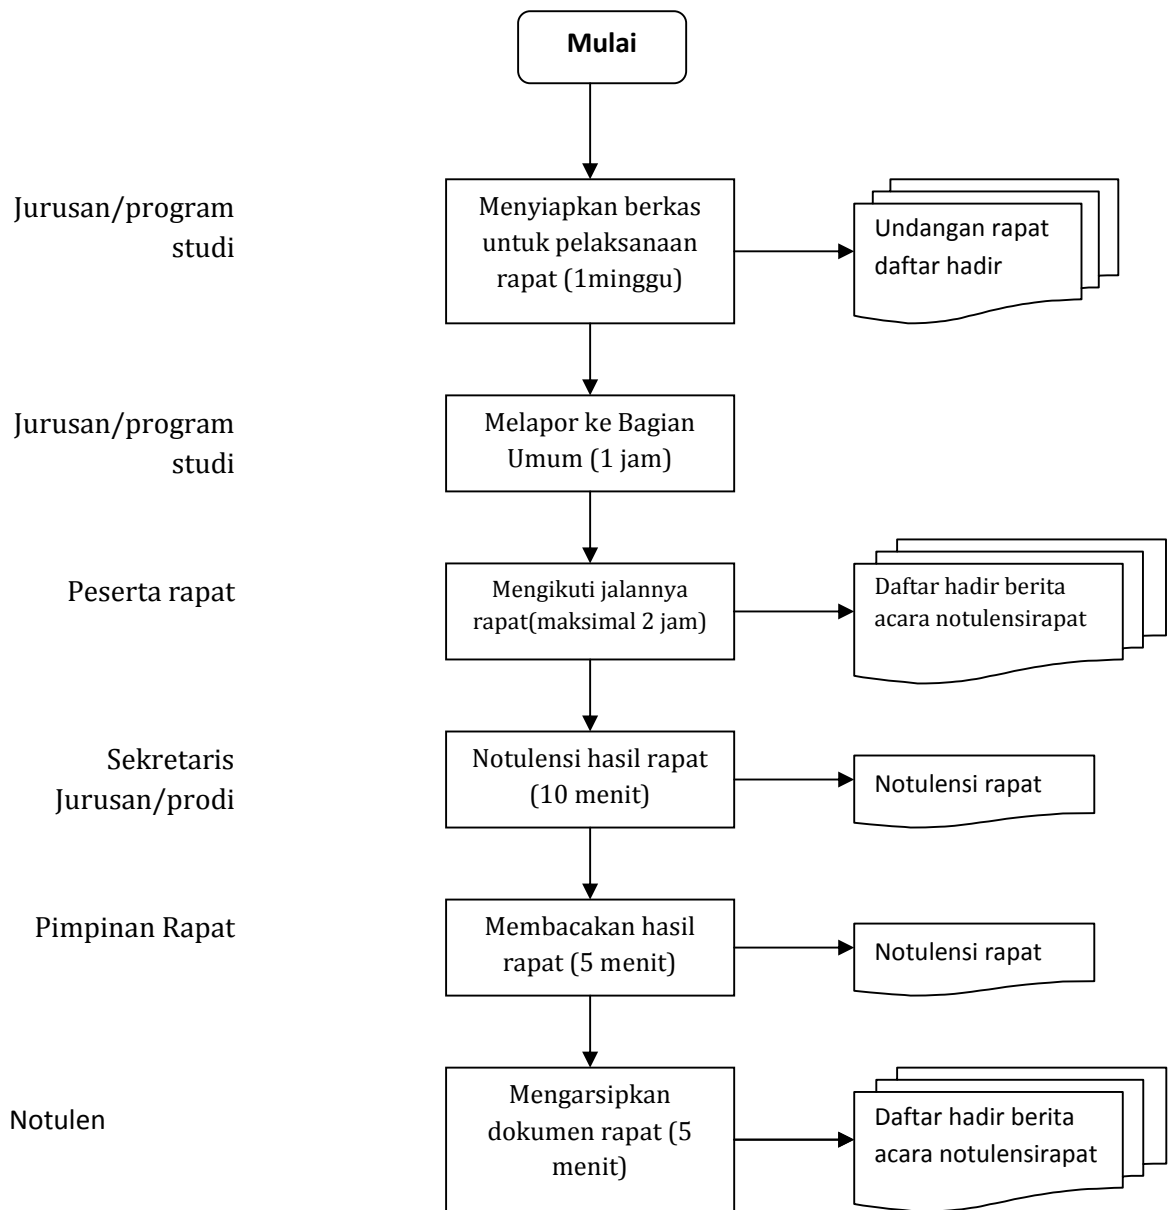 Mulai
Jurusan/program
studi
Menyiapkan berkas
untuk pelaksanaan
rapat (1minggu)
Undangan rapat
daftar hadir
Jurusan/program
studi
Melapor ke Bagian
Umum (1 jam)
Peserta rapat
Mengikuti jalannya
rapat(maksimal 2 jam)
Daftar hadir berita
acara notulensirapat
Sekretaris
Jurusan/prodi
Notulensi hasil rapat
(10 menit)
Notulensi rapat
Pimpinan Rapat
Membacakan hasil
rapat (5 menit)
Notulensi rapat
Notulen
Mengarsipkan
dokumen rapat (5
menit)
Daftar hadir berita
acara notulensirapat